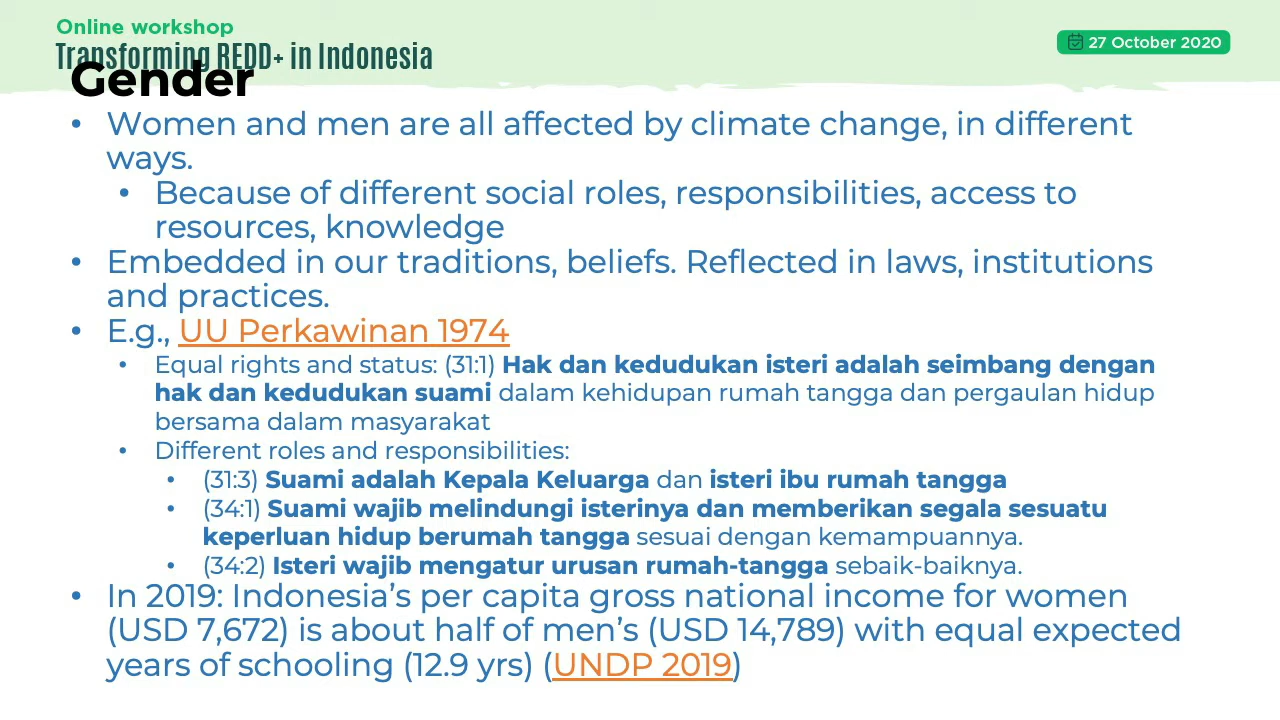 Online workshop
Transforming REDD+ in Indonesia
27 October 2020
Gender
• Women and men are all affected by climate change, in different
ways.
• Because of different social roles, responsibilities, access to
resources, knowledge
• Embedded in our traditions, beliefs. Reflected in laws, institutions
and practices.
• E.g., UU Perkawinan 1974
• Equal rights and status: (31:1) Hak dan kedudukan isteri adalah seimbang dengan
hak dan kedudukan suami dalam kehidupan rumah tangga dan pergaulan hidup
bersama dalam masyarakat
• Different roles and responsibilities:
• (31:3) Suami adalah Kepala Keluarga dan isteri ibu rumah tangga
• (34:1) Suami wajib melindungi isterinya dan memberikan segala sesuatu
keperluan hidup berumah tangga sesuai dengan kemampuannya.
• (34:2) Isteri wajib mengatur urusan rumah-tangga sebaik-baiknya.
• In 2019: Indonesia’s per capita gross national income for women
(USD 7,672) is about half of men’s (USD 14,789) with equal expected
years of schooling (12.9 yrs) (UNDP 2019)